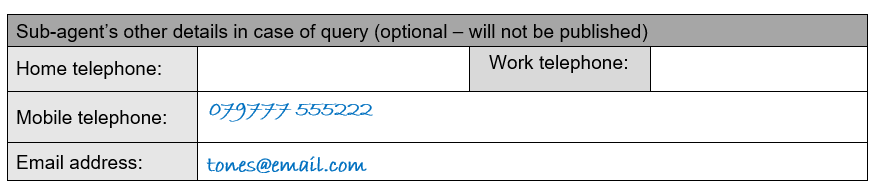 Sub-agent’s other details in case of query (optional – will not be published)
Home telephone: Work telephone:
Mobile telephone: 079777 555222
Email address: tones@email.com